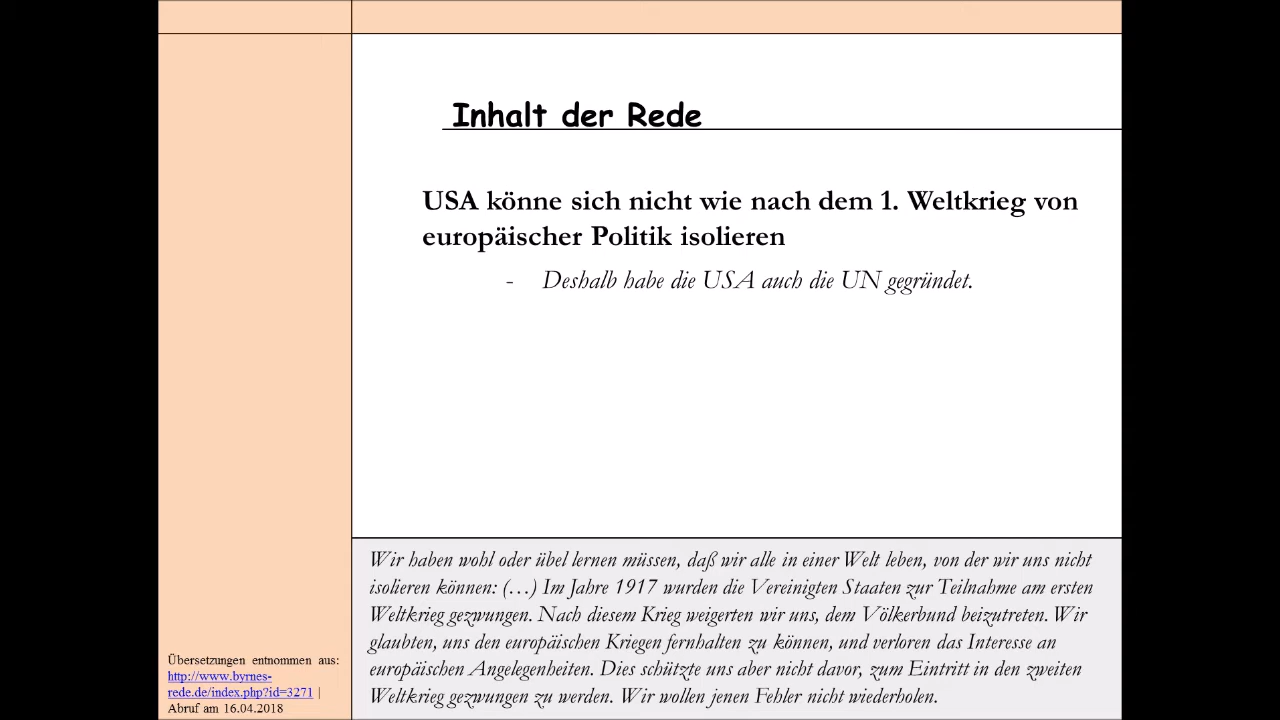 Inhalt der Rede
USA könne sich nicht wie nach dem 1. Weltkrieg von
europäischer Politik isolieren
- Deshalb habe die USA auch die UN gegründet.
Wir haben wohl oder übel lernen müssen, daß wir alle in einer Welt leben, von der wir uns nicht
isolieren können: (…) Im Jahre 1917 wurden die Vereinigten Staaten zur Teilnahme am ersten
Weltkrieg gezwungen. Nach diesem Krieg weigerten wir uns, dem Völkerbund beizutreten. Wir
glaubten, uns den europäischen Kriegen fernhalten zu können, und verloren das Interesse an
europäischen Angelegenheiten. Dies schützte uns aber nicht davor, zum Eintritt in den zweiten
Weltkrieg gezwungen zu werden. Wir wollen jenen Fehler nicht wiederholen.
Übersetzungen entnommen aus:
http://www.byrnes-
rede.de/index.php?id=3271 |
Abruf am 16.04.2018